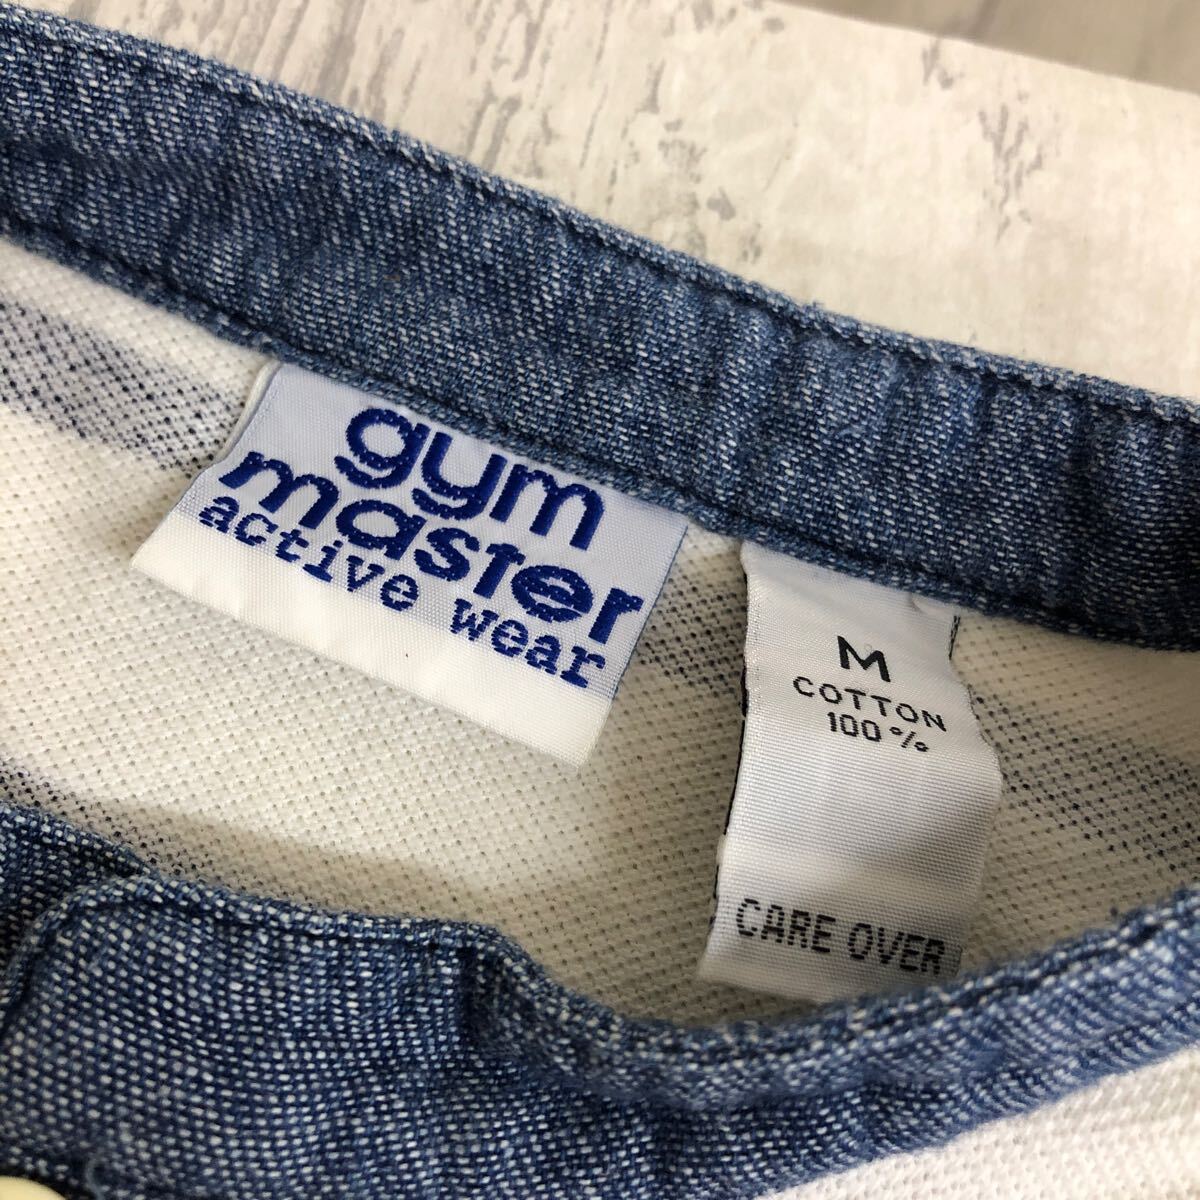 gym
master
active wear
M
COTTON
100%
CARE OVER